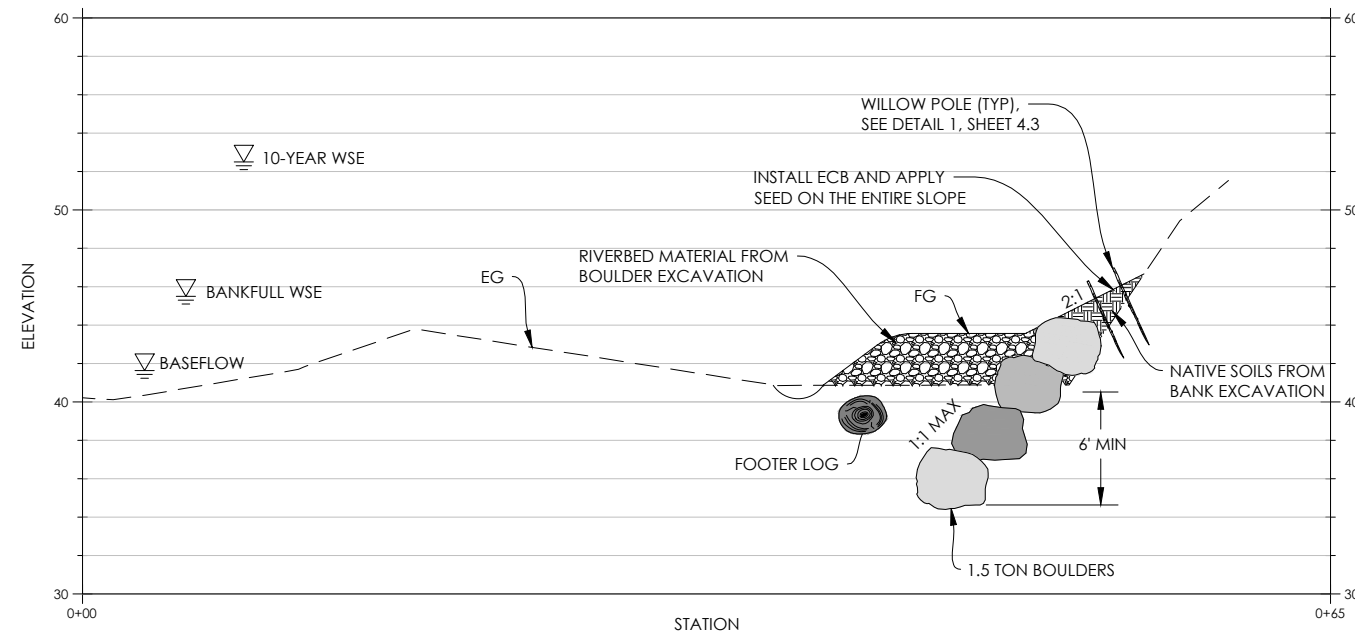 60
60
WILLOW POLE (TYP),
SEE DETAIL 1, SHEET 4.3
10-YEAR WSE
INSTALL ECB AND APPLY
SEED ON THE ENTIRE SLOPE
50
50
RIVERBED MATERIAL FROM
BOULDER EXCAVATION
EG
BANKFULL WSE
FG
2:1
ELEVATION
BASEFLOW
NATIVE SOILS FROM
BANK EXCAVATION
40
40
1:1 MAX
6' MIN
FOOTER LOG
1.5 TON BOULDERS
30
30
0+00
0+65
STATION